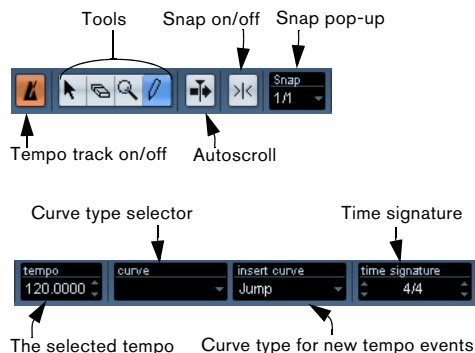 Tools
Snap on/off
Snap pop-up
Snap
1/1
Tempo track on/off
Autoscroll
Curve type selector
Time signature
tempo
curve
insert curve
time signature
120.0000
Jump
4/4
The selected tempo
Curve type for new tempo events